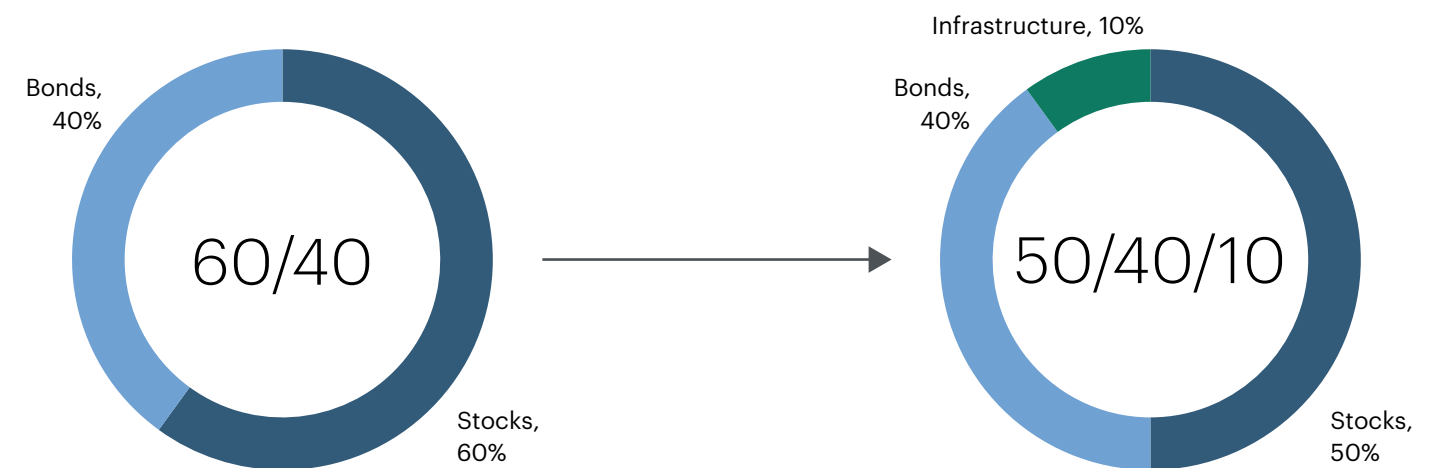 Bonds,
40%
60/40
Stocks,
60%
Infrastructure, 10%
Bonds,
40%
50/40/10
Stocks,
50%